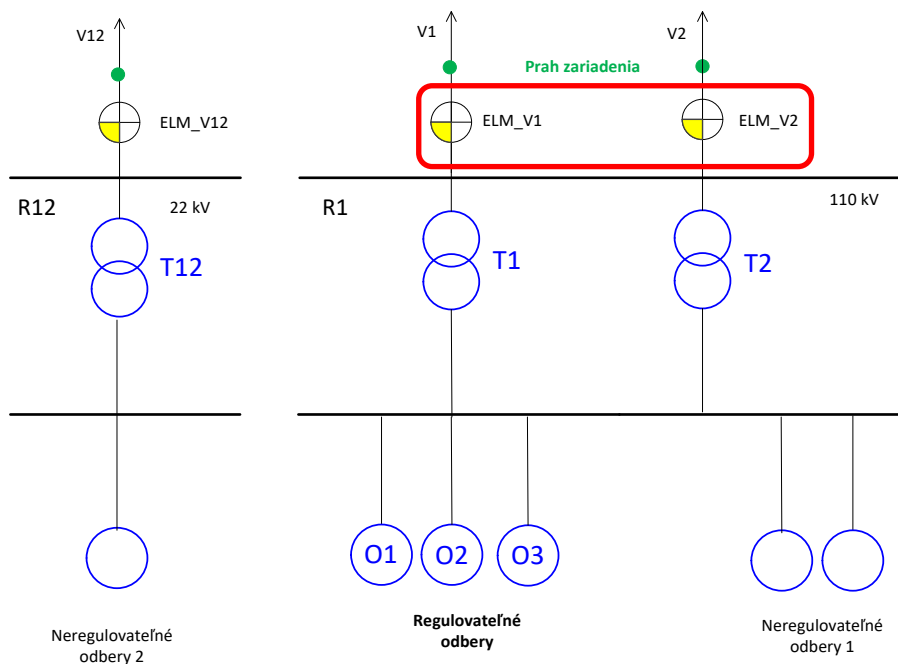 V12
V1
V2
Prah zariadenia
ELM_V12
ELM_V1
ELM_V2
R12
22 kV
R1
110 kV
T12
T1
T2
O1
O2
O3
Neregulovateľné
odbery 2
Regulovateľné
odbery
Neregulovateľné
odbery 1